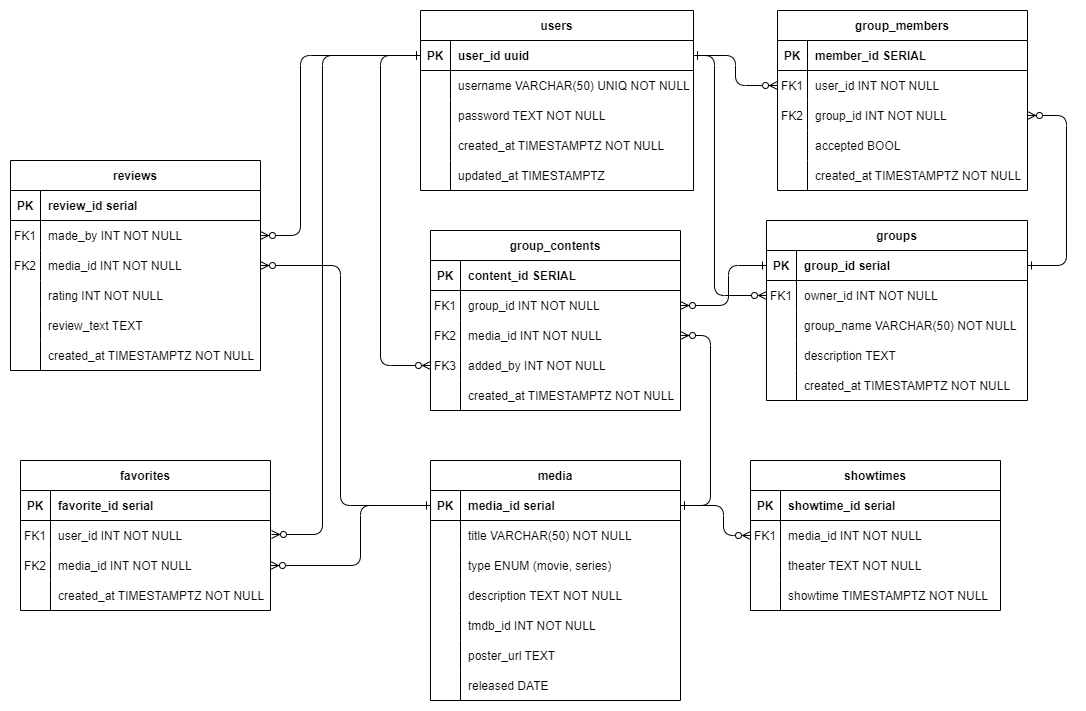 users
PK user_id uuid
username VARCHAR(50) UNIQ NOT NULL
password TEXT NOT NULL
created_at TIMESTAMPTZ NOT NULL
updated_at TIMESTAMPTZ
group_members
PK member_id SERIAL
FK1 user_id INT NOT NULL
FK2 group_id INT NOT NULL
accepted BOOL
created_at TIMESTAMPTZ NOT NULL
reviews
PK review_id serial
FK1 made_by INT NOT NULL
FK2 media_id INT NOT NULL
rating INT NOT NULL
review_text TEXT
created_at TIMESTAMPTZ NOT NULL
group_contents
PK content_id SERIAL
FK1 group_id INT NOT NULL
FK2 media_id INT NOT NULL
FK3 added_by INT NOT NULL
created_at TIMESTAMPTZ NOT NULL
groups
PK group_id serial
FK1 owner_id INT NOT NULL
group_name VARCHAR(50) NOT NULL
description TEXT
created_at TIMESTAMPTZ NOT NULL
favorites
PK favorite_id serial
FK1 user_id INT NOT NULL
FK2 media_id INT NOT NULL
created_at TIMESTAMPTZ NOT NULL
media
PK media_id serial
title VARCHAR(50) NOT NULL
type ENUM (movie, series)
description TEXT NOT NULL
tmdb_id INT NOT NULL
poster_url TEXT
released DATE
showtimes
PK showtime_id serial
FK1 media_id INT NOT NULL
theater TEXT NOT NULL
showtime TIMESTAMPTZ NOT NULL